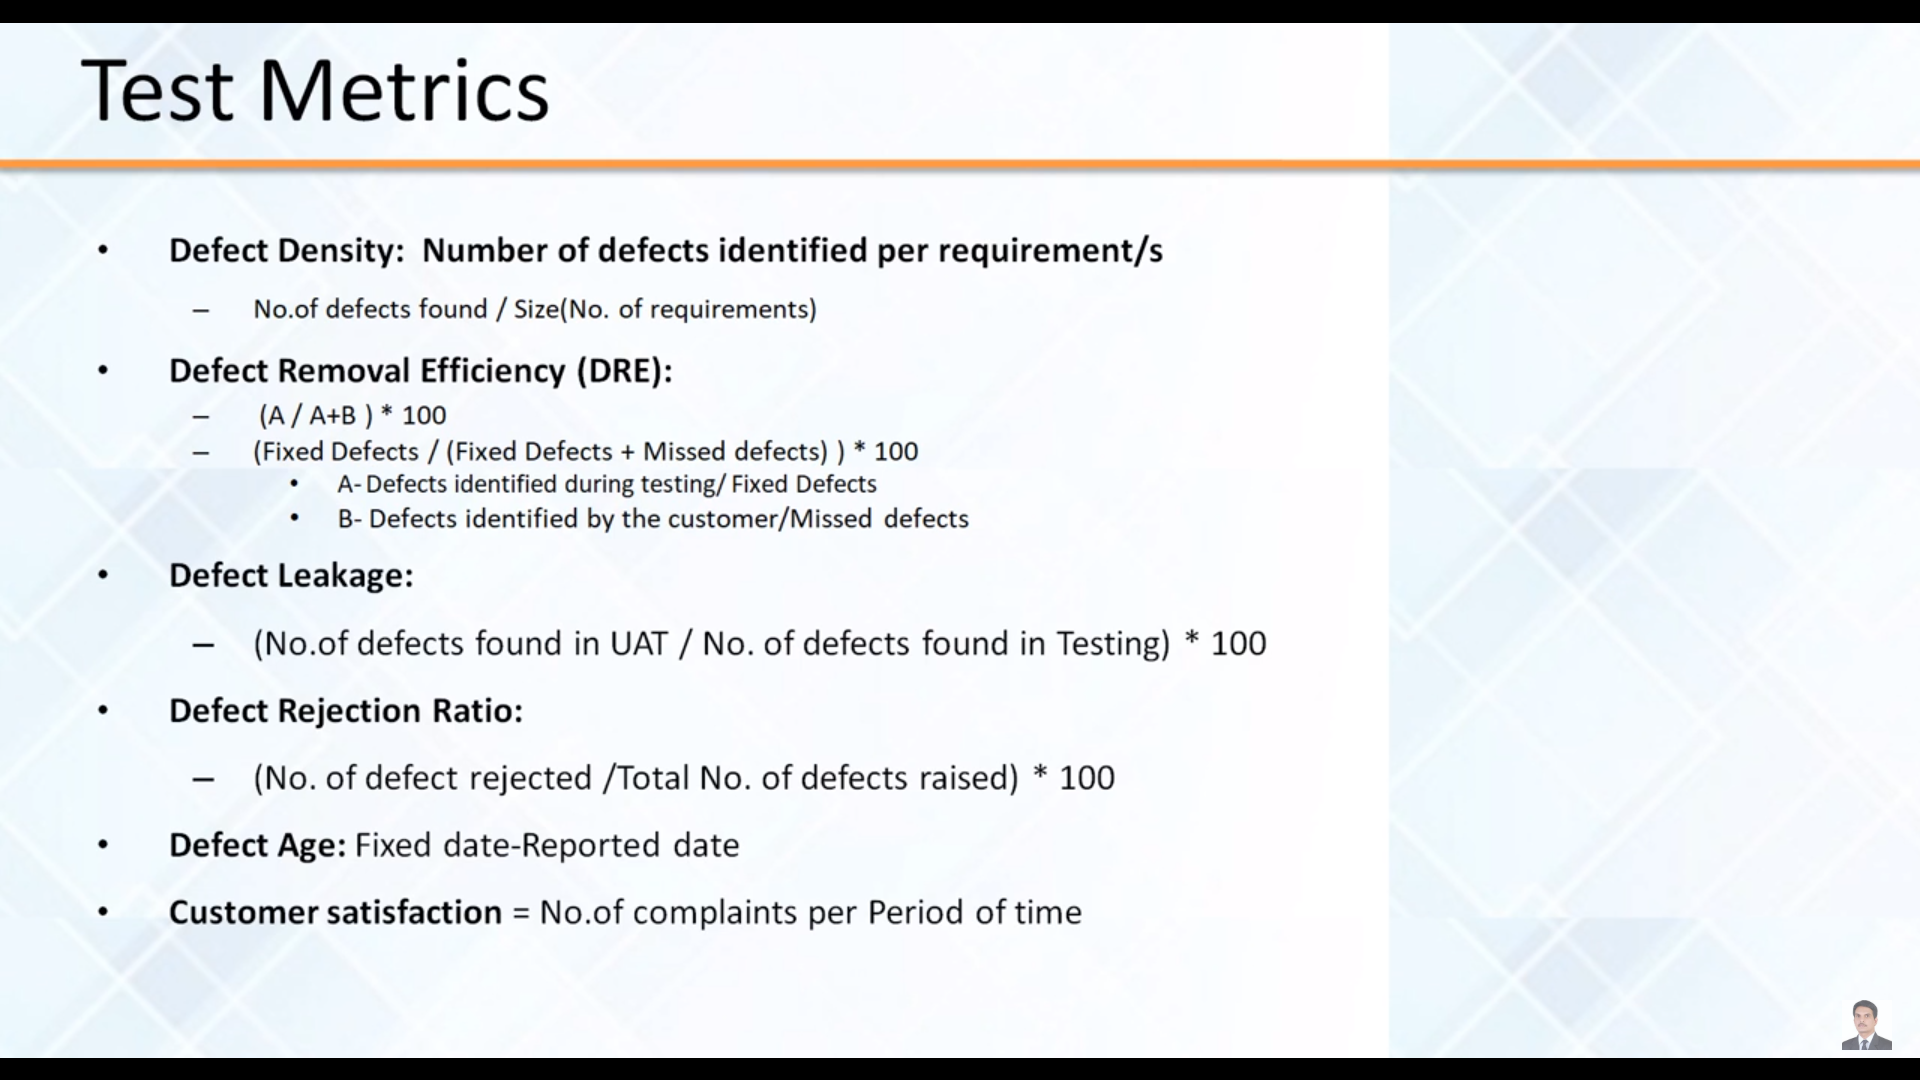 Test Metrics
• Defect Density:  Number of defects identified per requirement/s
– No.of defects found / Size(No. of requirements)
• Defect Removal Efficiency (DRE):
– (A / A+B ) * 100
– (Fixed Defects / (Fixed Defects + Missed defects) ) * 100
• A- Defects identified during testing/ Fixed Defects
• B- Defects identified by the customer/Missed defects
• Defect Leakage:
– (No.of defects found in UAT / No. of defects found in Testing) * 100
• Defect Rejection Ratio:
– (No. of defect rejected /Total No. of defects raised) * 100
• Defect Age: Fixed date-Reported date
• Customer satisfaction = No.of complaints per Period of time